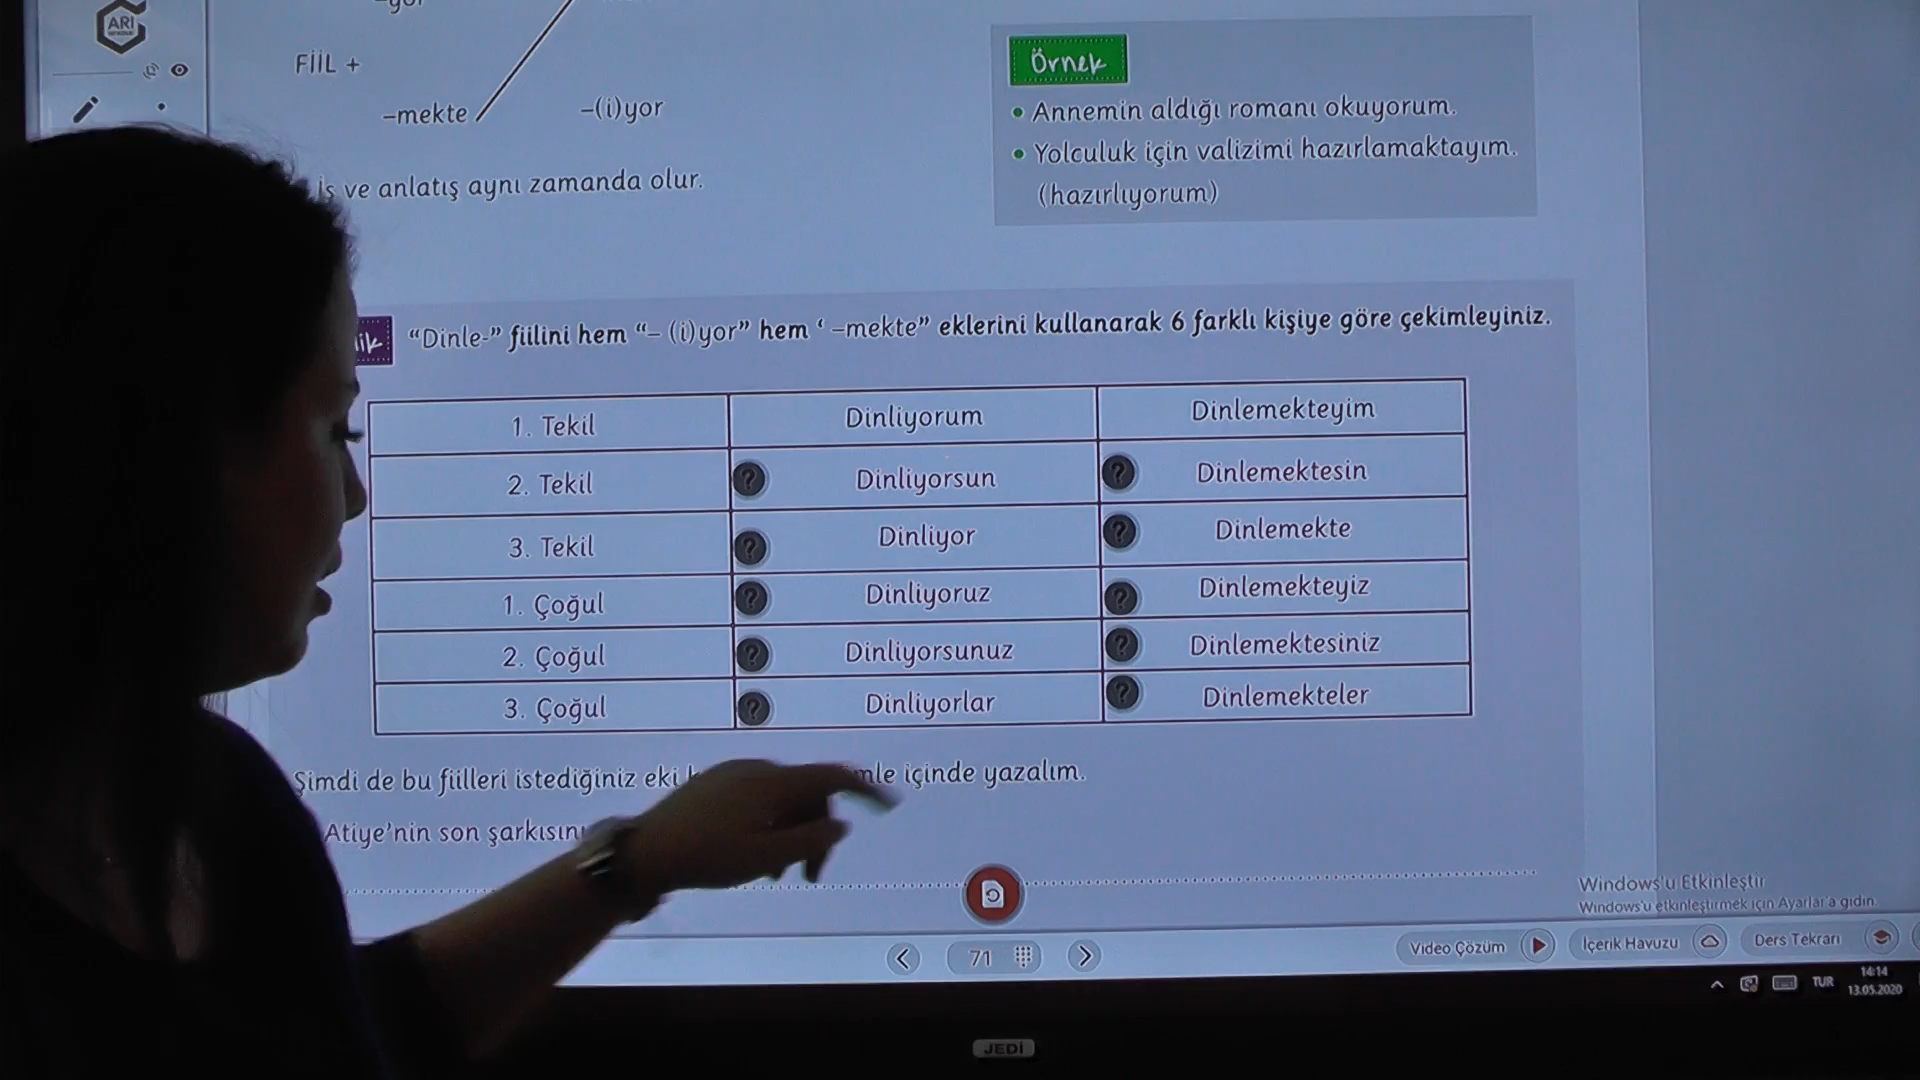 ARI
FİİL +
–mekte
–(i)yor
İş ve anlatış aynı zamanda olur.
Örnek
• Annemin aldığı romanı okuyorum.
• Yolculuk için valizimi hazırlamaktayım.
(hazırlıyorum)
“Dinle-” fiilini hem “– (i)yor” hem ‘ –mekte” eklerini kullanarak 6 farklı kişiye göre çekimleyiniz.
1. Tekil Dinliyorum Dinlemekteyim
2. Tekil ? Dinliyorsun ? Dinlemektesin
3. Tekil ? Dinliyor ? Dinlemekte
1. Çoğul ? Dinliyoruz ? Dinlemekteyiz
2. Çoğul ? Dinliyorsunuz ? Dinlemektesiniz
3. Çoğul ? Dinliyorlar ? Dinlemekteler
Şimdi de bu fiilleri istediğiniz eki içinde yazalım.
Atiye’nin son şarkısını
Windows'u Etkinleştir
Windows'u etkinleştirmek için Ayarlar'a gidin.
71
Video Çözüm
İçerik Havuzu
Ders Tekrarı
TUR
14:14
13.05.2020
JEDİ